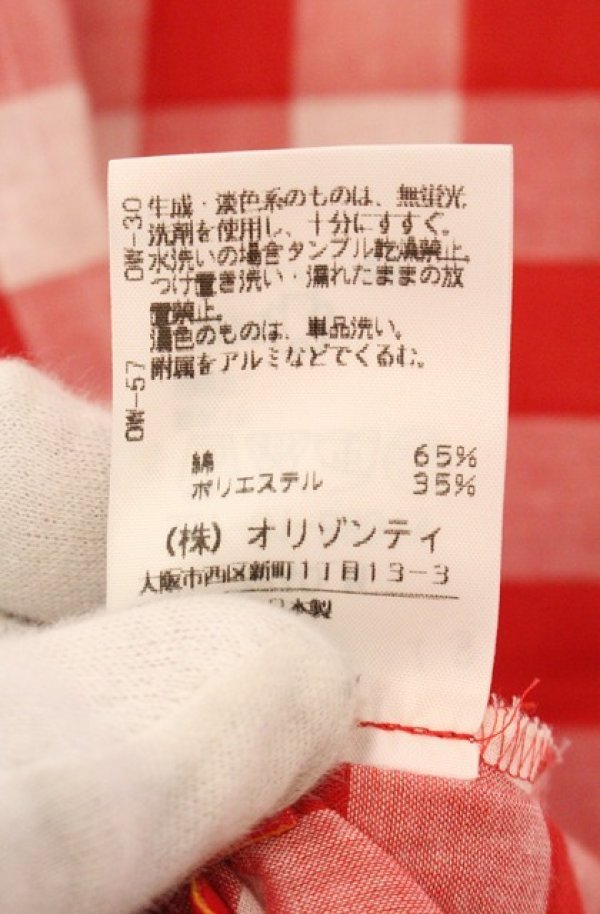 生成・淡色系のものは、無蛍光
洗剤を使用し、十分にすすぐ。
水洗いの場合タンブル乾燥禁止。
つけ置き洗い・濡れたままの放
置禁止。
濃色のものは、単品洗い。
附属をアルミなどでくるむ。
OW-30
OW-57
綿 65%
ポリエステル 35%
(株)オリゾンティ
大阪市西区新町1丁目13-3
日本製